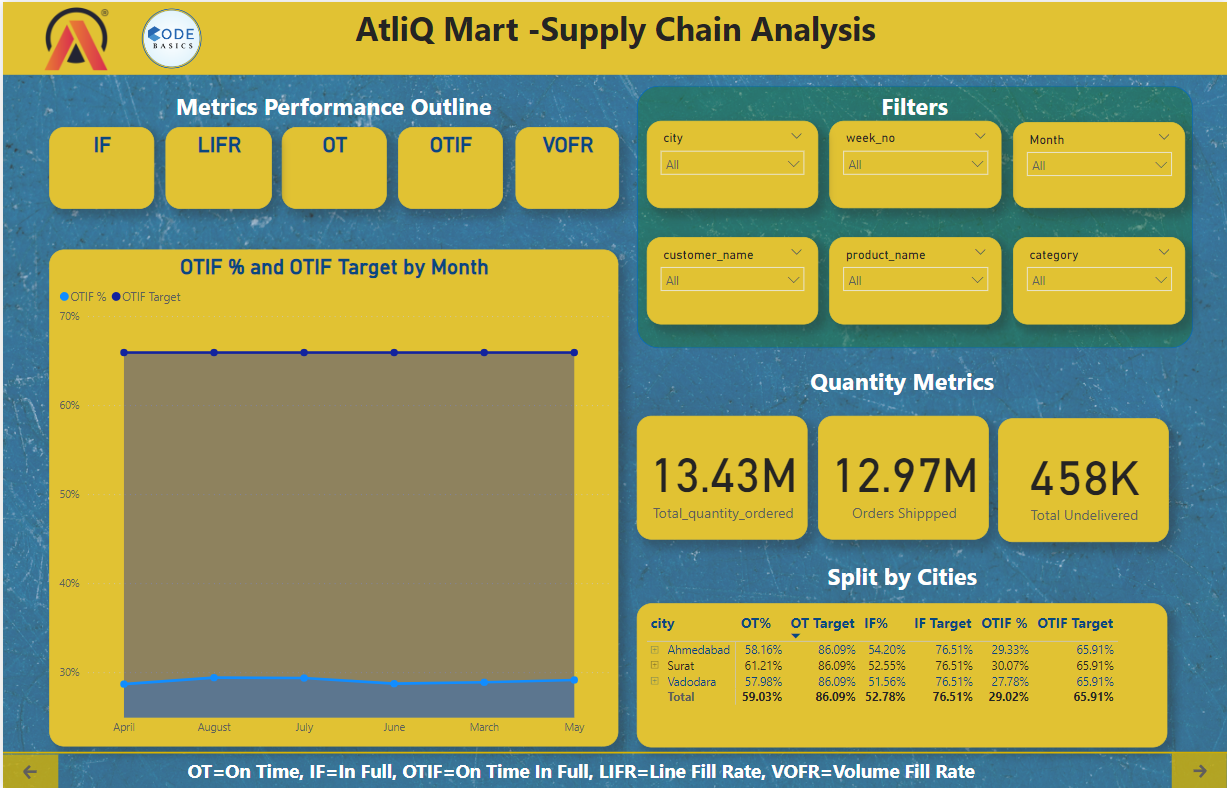 AtliQ Mart -Supply Chain Analysis
®
CODE
BASICS
Metrics Performance Outline
IF
LIFR
OT
OTIF
VOFR
Filters
city
All
week_no
All
Month
All
customer_name
All
product_name
All
category
All
OTIF % and OTIF Target by Month
OTIF % OTIF Target
70%
60%
50%
40%
30%
April August July June March May
Quantity Metrics
13.43M
Total_quantity_ordered
12.97M
Orders Shippped
458K
Total Undelivered
Split by Cities
city OT% OT Target IF% IF Target OTIF % OTIF Target
Ahmedabad 58.16% 86.09% 54.20% 76.51% 29.33% 65.91%
Surat 61.21% 86.09% 52.55% 76.51% 30.07% 65.91%
Vadodara 57.98% 86.09% 51.56% 76.51% 27.78% 65.91%
Total 59.03% 86.09% 52.78% 76.51% 29.02% 65.91%
OT=On Time, IF=In Full, OTIF=On Time In Full, LIFR=Line Fill Rate, VOFR=Volume Fill Rate